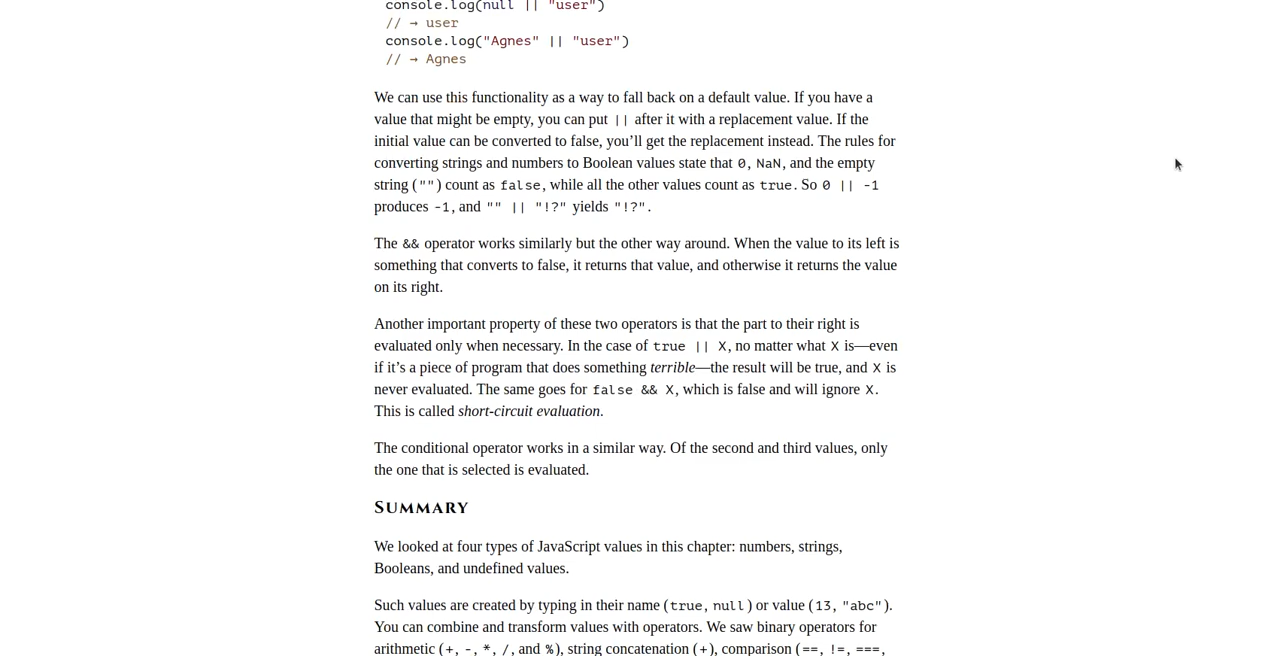 console.log(null || "user")
// → user
console.log("Agnes" || "user")
// → Agnes
We can use this functionality as a way to fall back on a default value. If you have a
value that might be empty, you can put || after it with a replacement value. If the
initial value can be converted to false, you’ll get the replacement instead. The rules for
converting strings and numbers to Boolean values state that 0, NaN, and the empty
string ("") count as false, while all the other values count as true. So 0 || -1
produces -1, and "" || "!?" yields "!?".
The && operator works similarly but the other way around. When the value to its left is
something that converts to false, it returns that value, and otherwise it returns the value
on its right.
Another important property of these two operators is that the part to their right is
evaluated only when necessary. In the case of true || X, no matter what X is—even
if it’s a piece of program that does something terrible—the result will be true, and X is
never evaluated. The same goes for false && X, which is false and will ignore X.
This is called short-circuit evaluation.
The conditional operator works in a similar way. Of the second and third values, only
the one that is selected is evaluated.
Summary
We looked at four types of JavaScript values in this chapter: numbers, strings,
Booleans, and undefined values.
Such values are created by typing in their name (true, null) or value (13, "abc").
You can combine and transform values with operators. We saw binary operators for
arithmetic (+, -, *, /, and %), string concatenation (+), comparison (==, !=, ===,